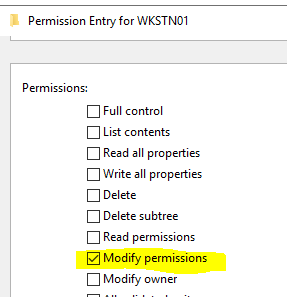 Permission Entry for WKSTN01
Permissions:
Full control
List contents
Read all properties
Write all properties
Delete
Delete subtree
Read permissions
Modify permissions
Modify owner